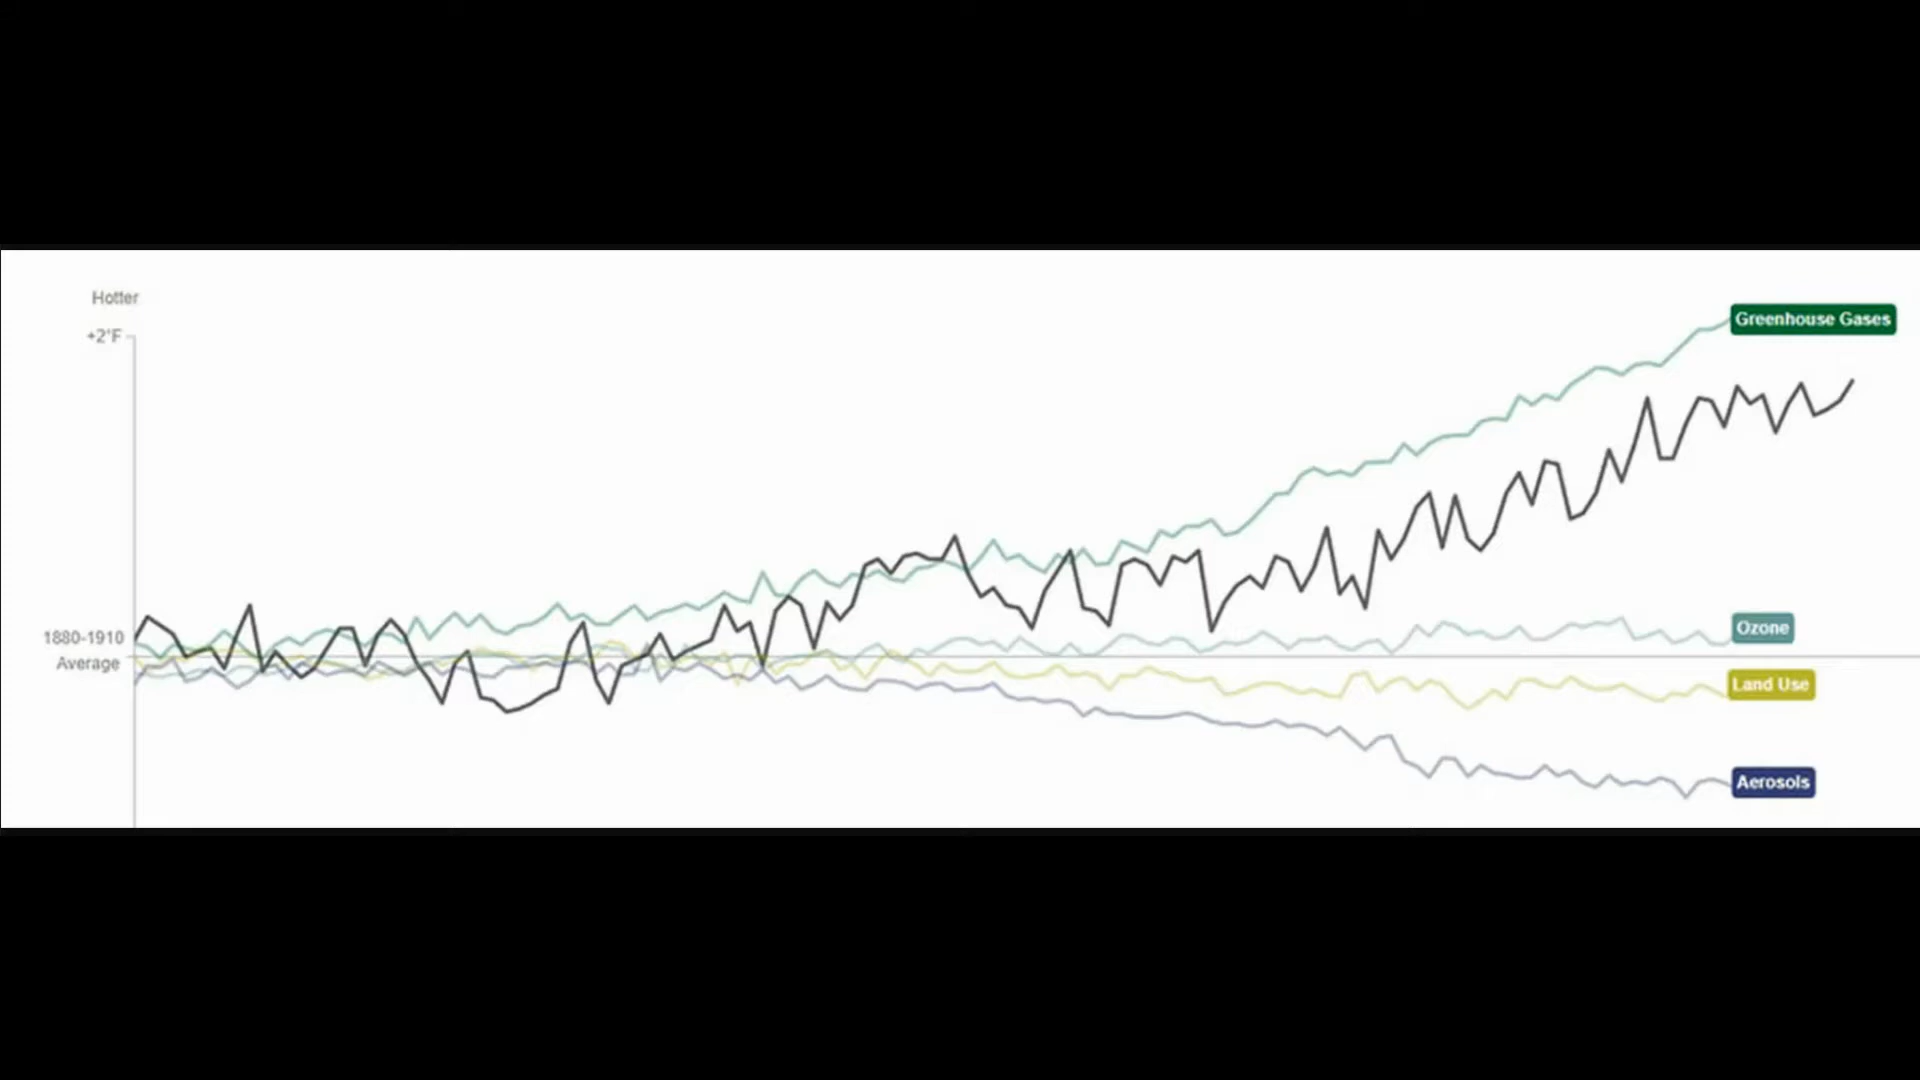 Hotter
+2°F
Greenhouse Gases
1880-1910
Average
Ozone
Land Use
Aerosols